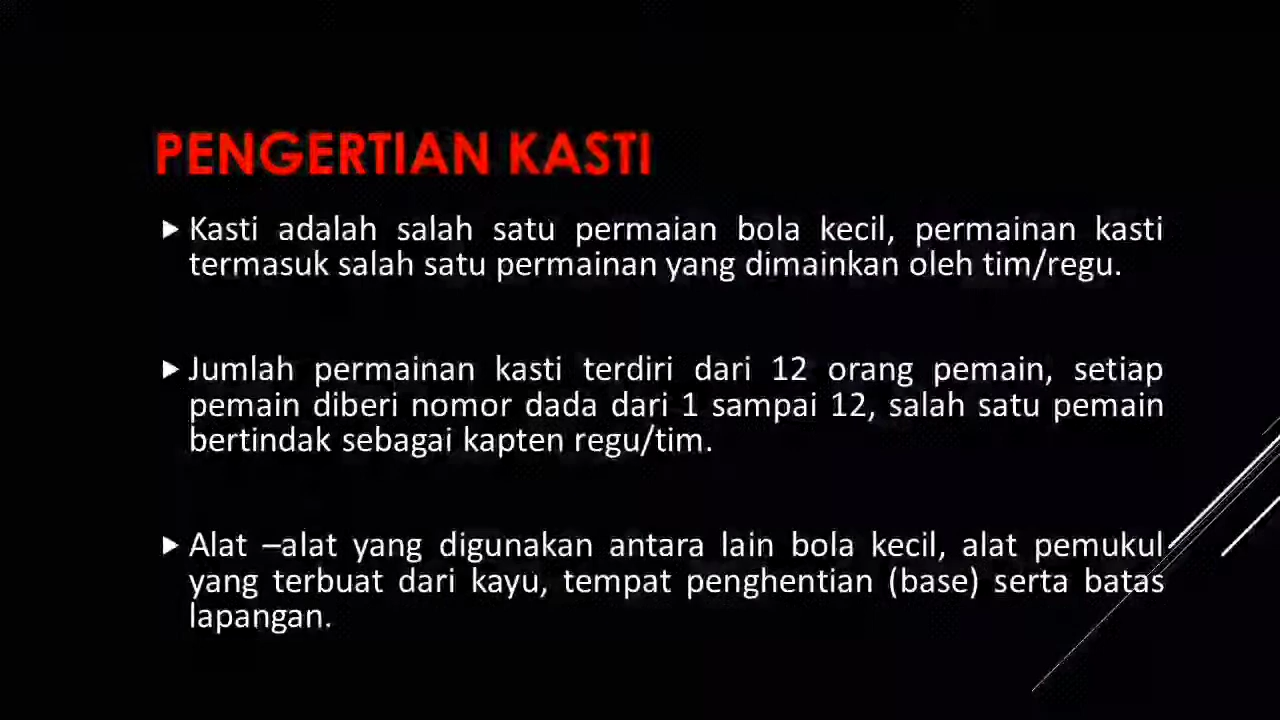 PENGERTIAN KASTI
Kasti adalah salah satu permaian bola kecil, permainan kasti
termasuk salah satu permainan yang dimainkan oleh tim/regu.
Jumlah permainan kasti terdiri dari 12 orang pemain, setiap
pemain diberi nomor dada dari 1 sampai 12, salah satu pemain
bertindak sebagai kapten regu/tim.
Alat –alat yang digunakan antara lain bola kecil, alat pemukul
yang terbuat dari kayu, tempat penghentian (base) serta batas
lapangan.